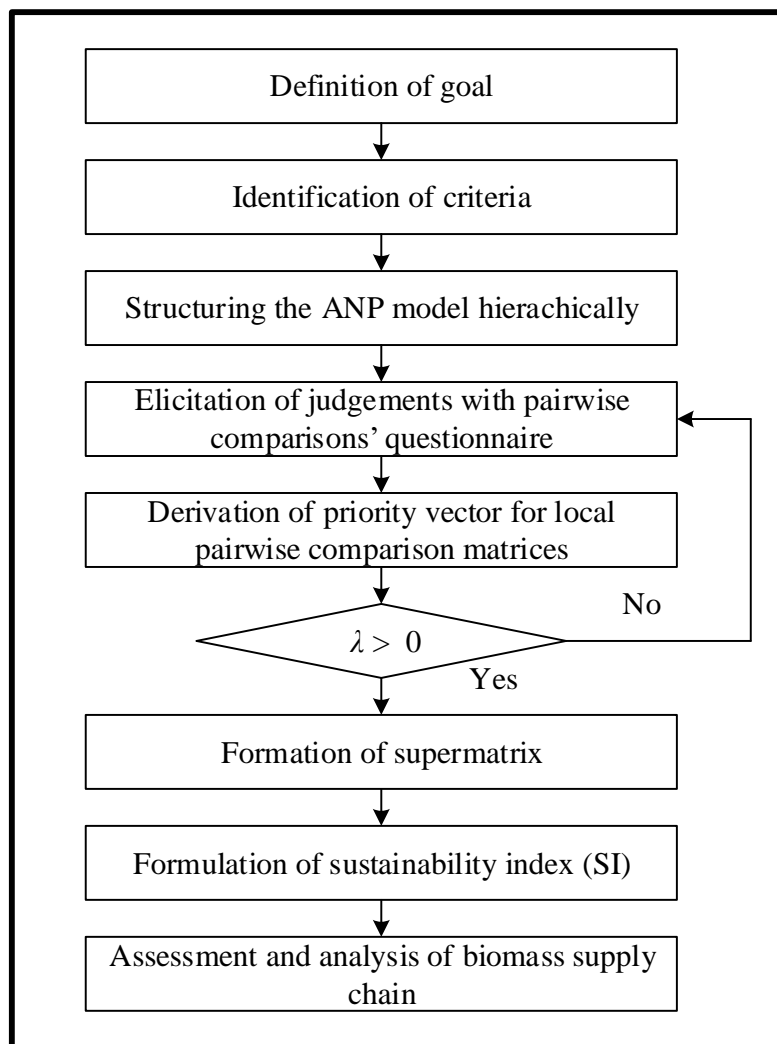 Definition of goal
Identification of criteria
Structuring the ANP model hierachically
Elicitation of judgements with pairwise
comparisons’ questionnaire
Derivation of priority vector for local
pairwise comparison matrices
No
λ > 0
Yes
Formation of supermatrix
Formulation of sustainability index (SI)
Assessment and analysis of biomass supply
chain